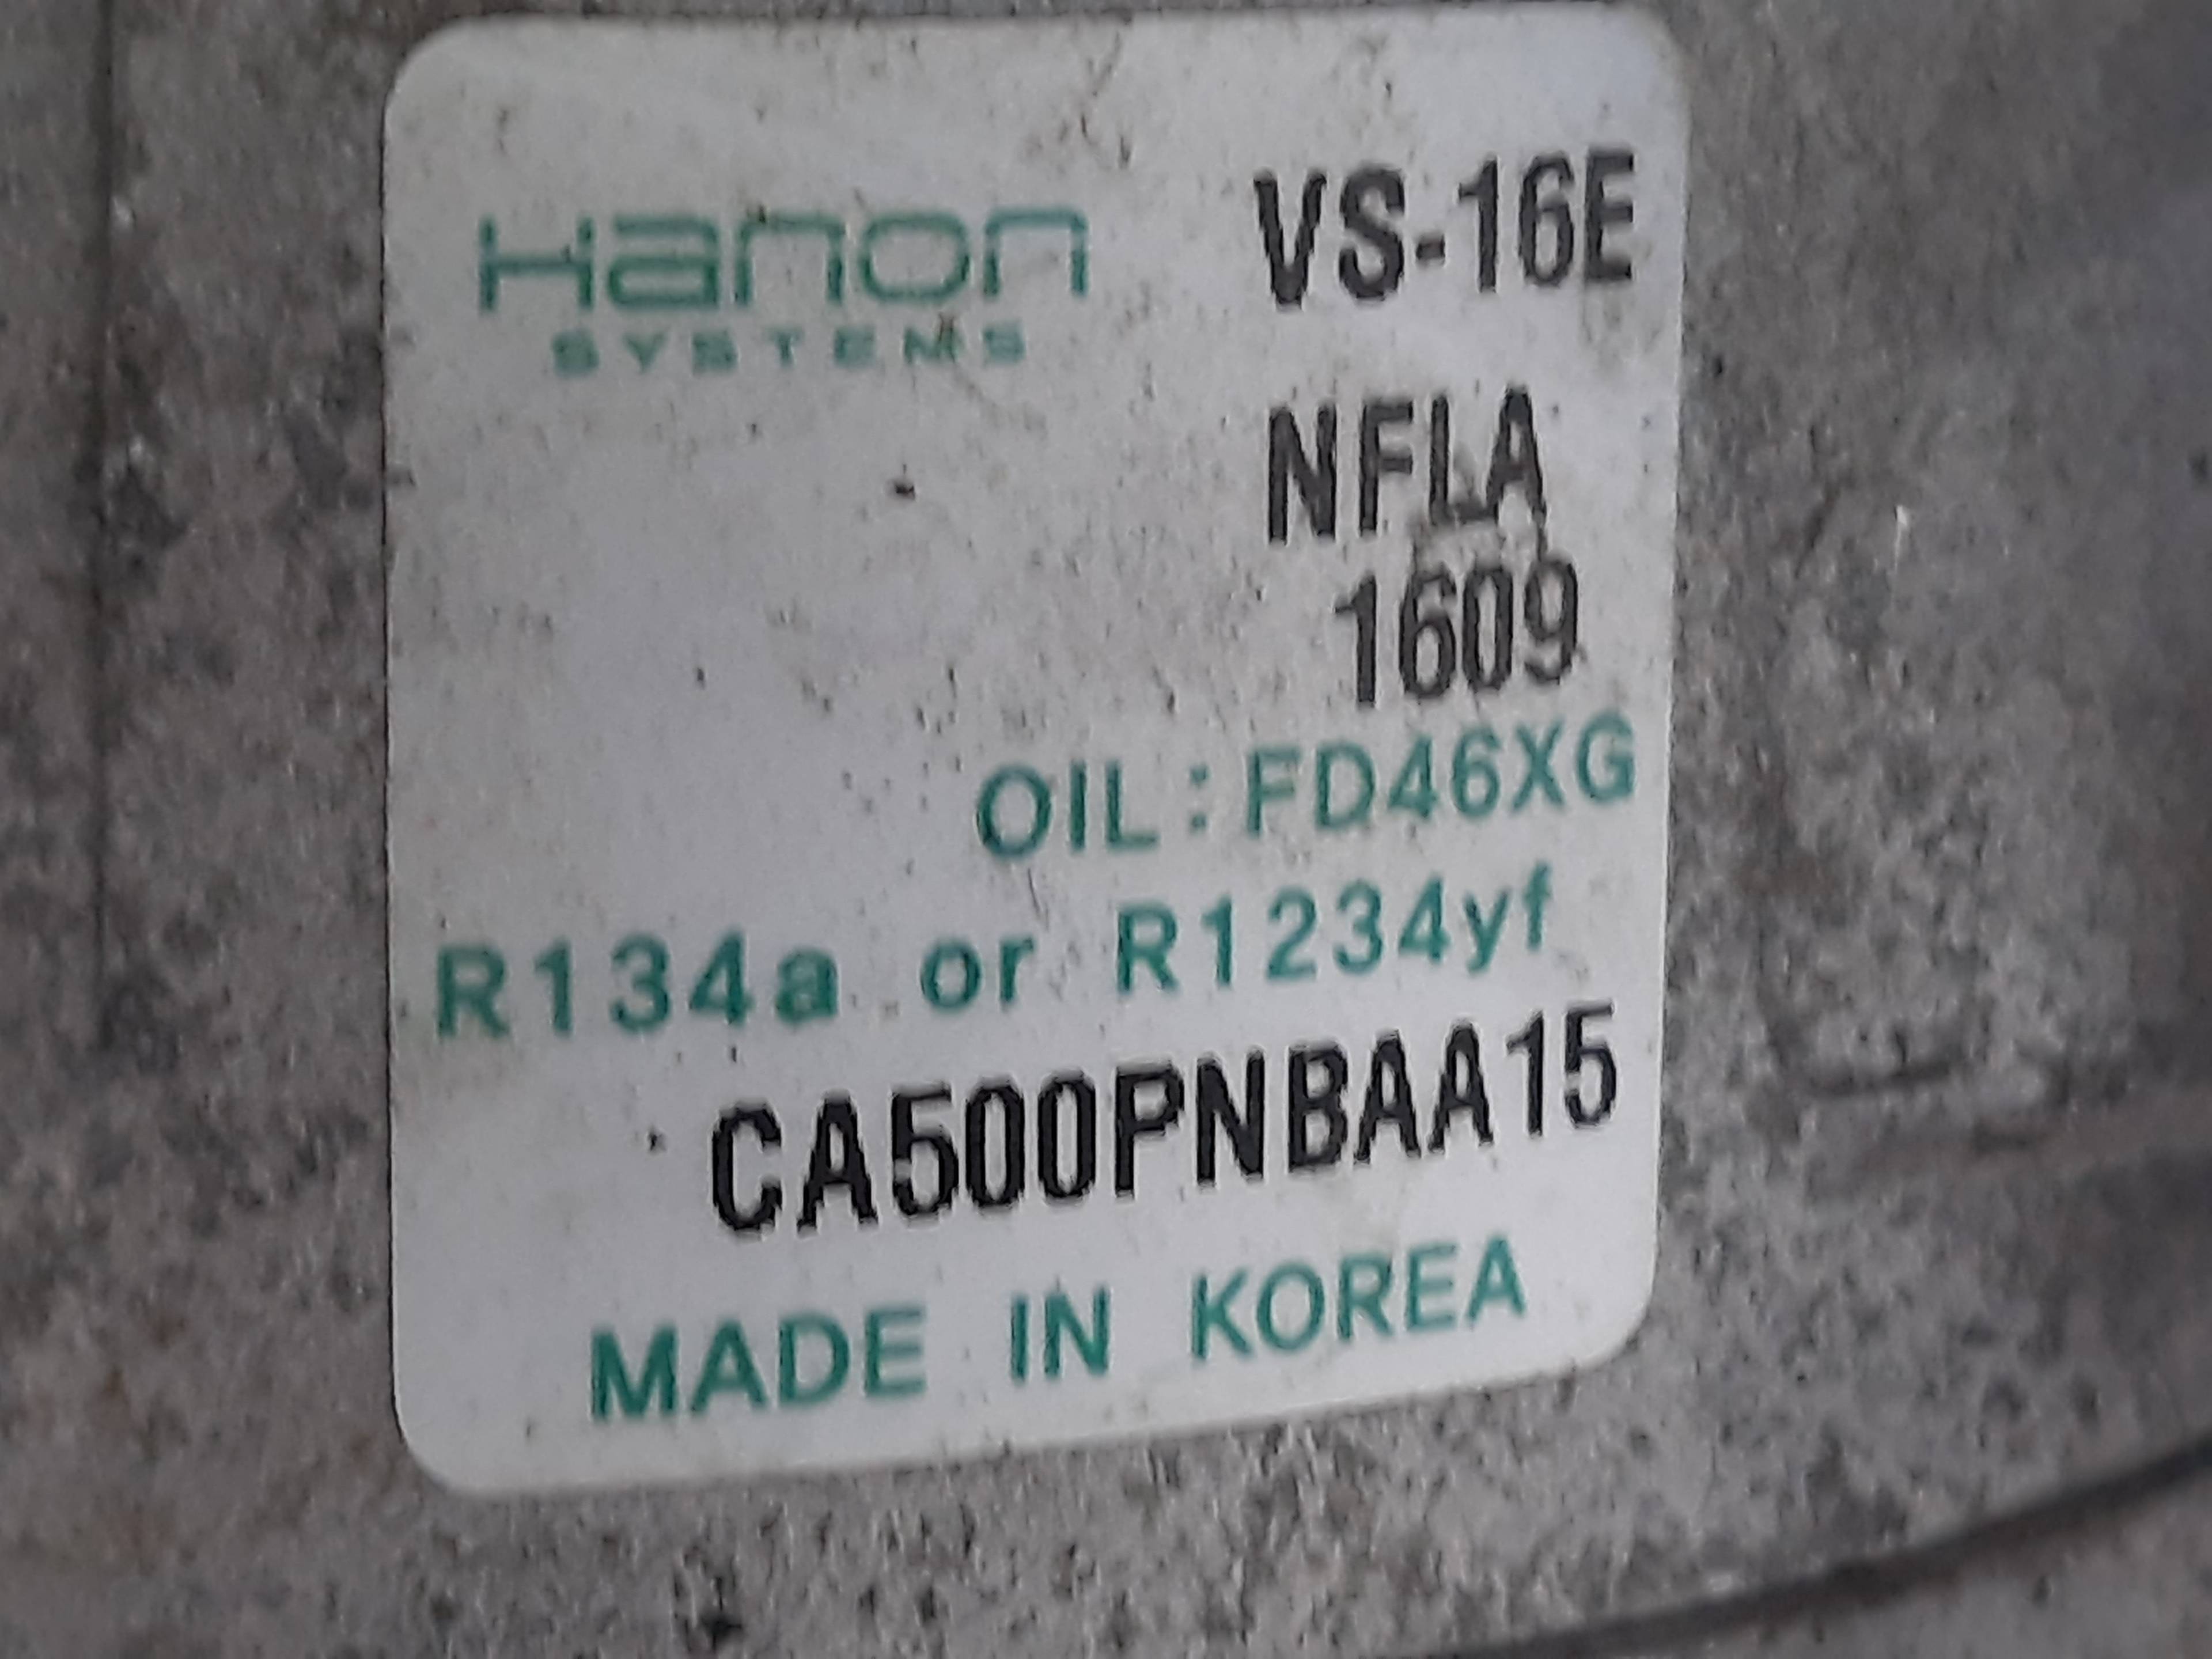 Hanon VS-16E
SYSTEMS
NFLA
1609
OIL: FD46XG
R134a or R1234yf
CA500PNBAA15
MADE IN KOREA